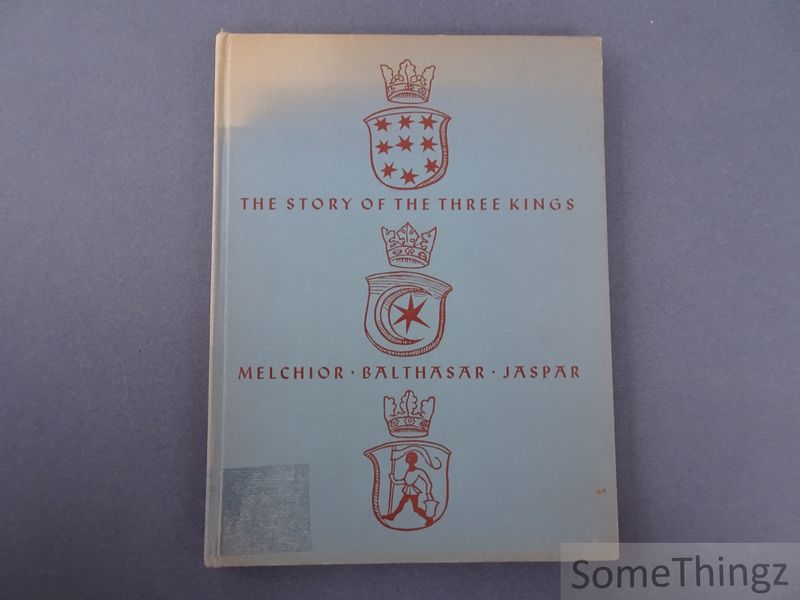 THE STORY OF THE THREE KINGS
MELCHIOR · BALTHASAR · JASPAR
SomeThingz